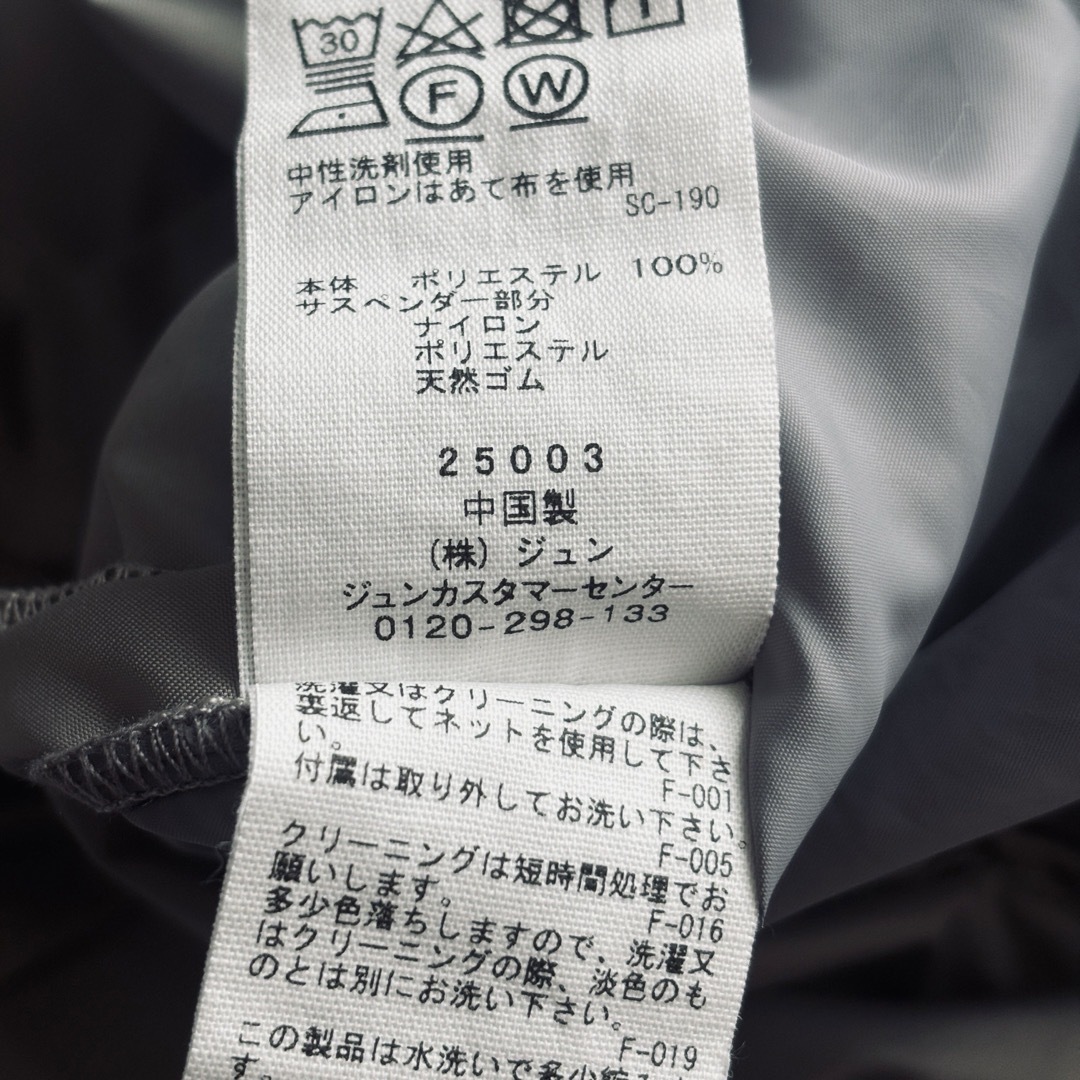 30
F W
中性洗剤使用
アイロンはあて布を使用
SC-190
本体 ポリエステル 100%
サスペンダー部分
ナイロン
ポリエステル
天然ゴム
25003
中国製
(株) ジュン
ジュンカスタマーセンター
0120-298-133
洗濯又はクリーニングの際は、
裏返してネットを使用して下さ
い。
F-001
付属は取り外してお洗い下さい。
F-005
クリーニングは短時間処理でお
願いします。
F-016
多少色落ちしますので、洗濯又
はクリーニングの際、淡色のも
のとは別にお洗い下さい。
F-019
この製品は水洗いで多少
す。